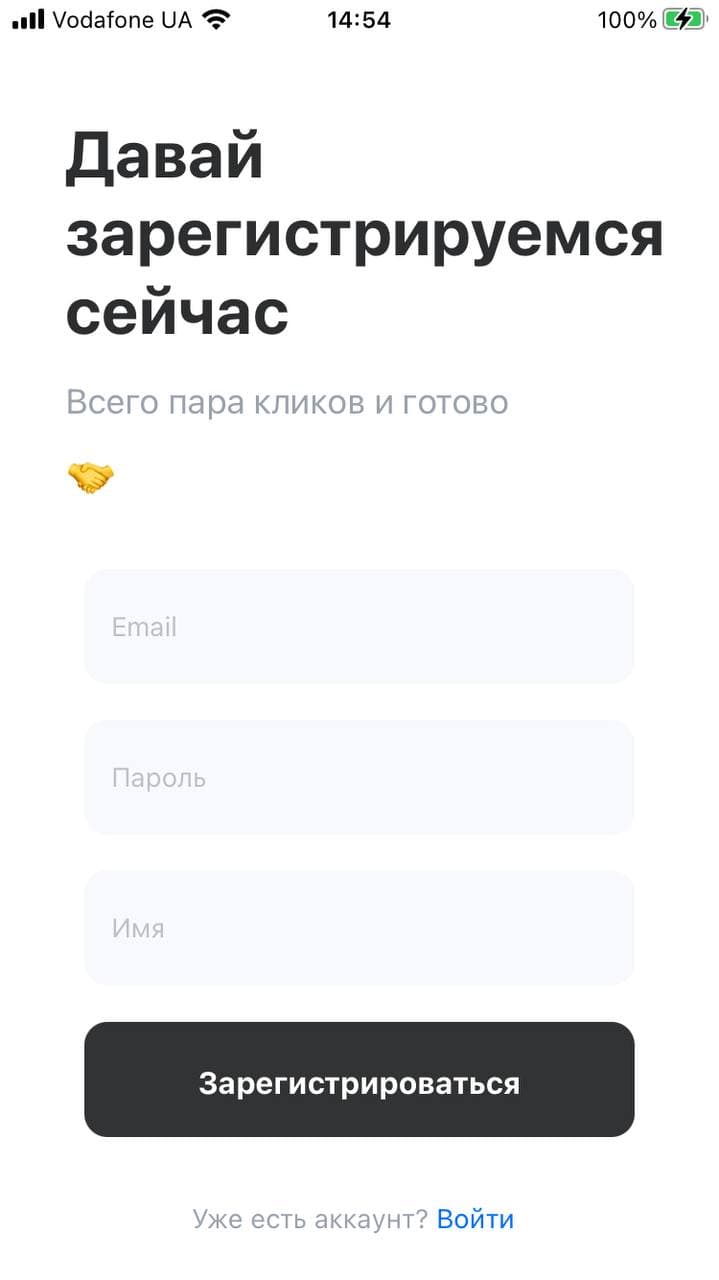 Vodafone UA 14:54 100%
Давай
зарегистрируемся
сейчас
Всего пара кликов и готово
🤝
Email
Пароль
Имя
Зарегистрироваться
Уже есть аккаунт? Войти